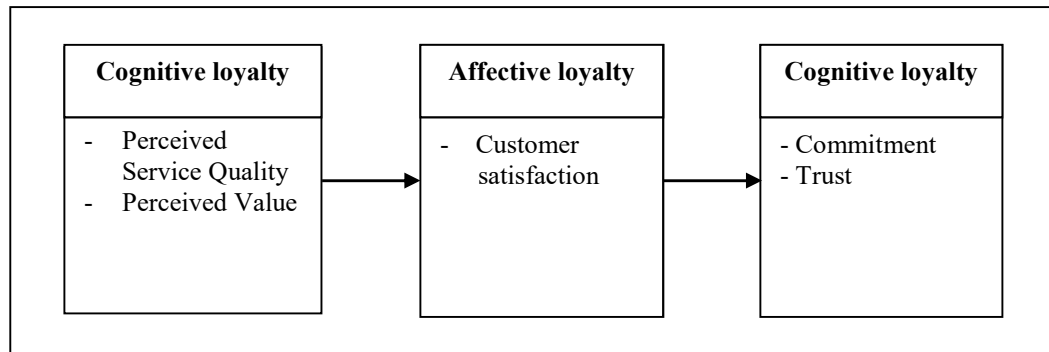 Cognitive loyalty
- Perceived
Service Quality
- Perceived Value
Affective loyalty
- Customer
satisfaction
Cognitive loyalty
- Commitment
- Trust